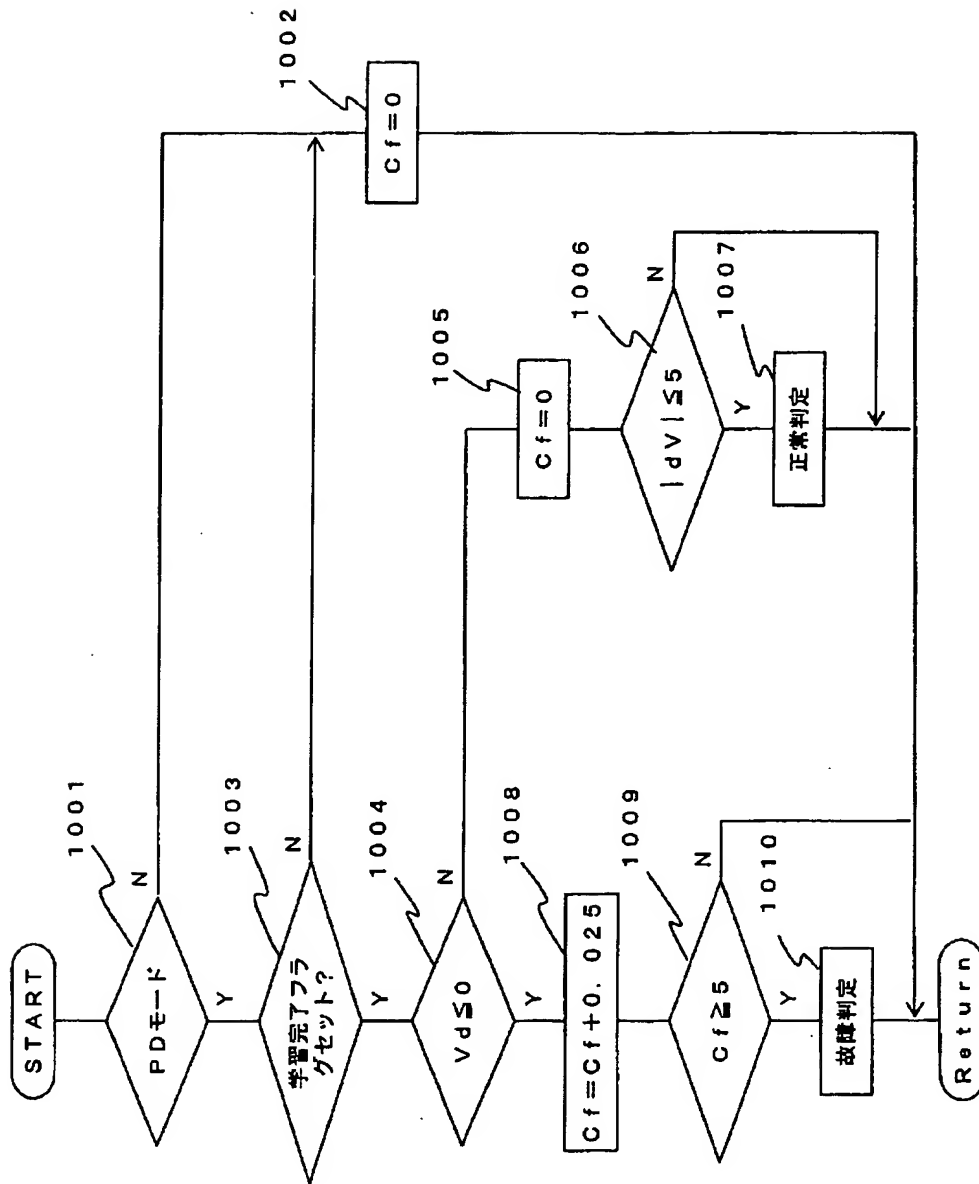 START
1001
PDモード
N
Y
1003
学習完了フラ
グセット?
N
Y
1004
Vd≦0
N
Y
1002
Cf=0
1005
Cf=0
1006
|dV|≦5
N
Y
1007
正常判定
1008
Cf=Cf+0.025
1009
Cf≧5
N
Y
1010
故障判定
Return